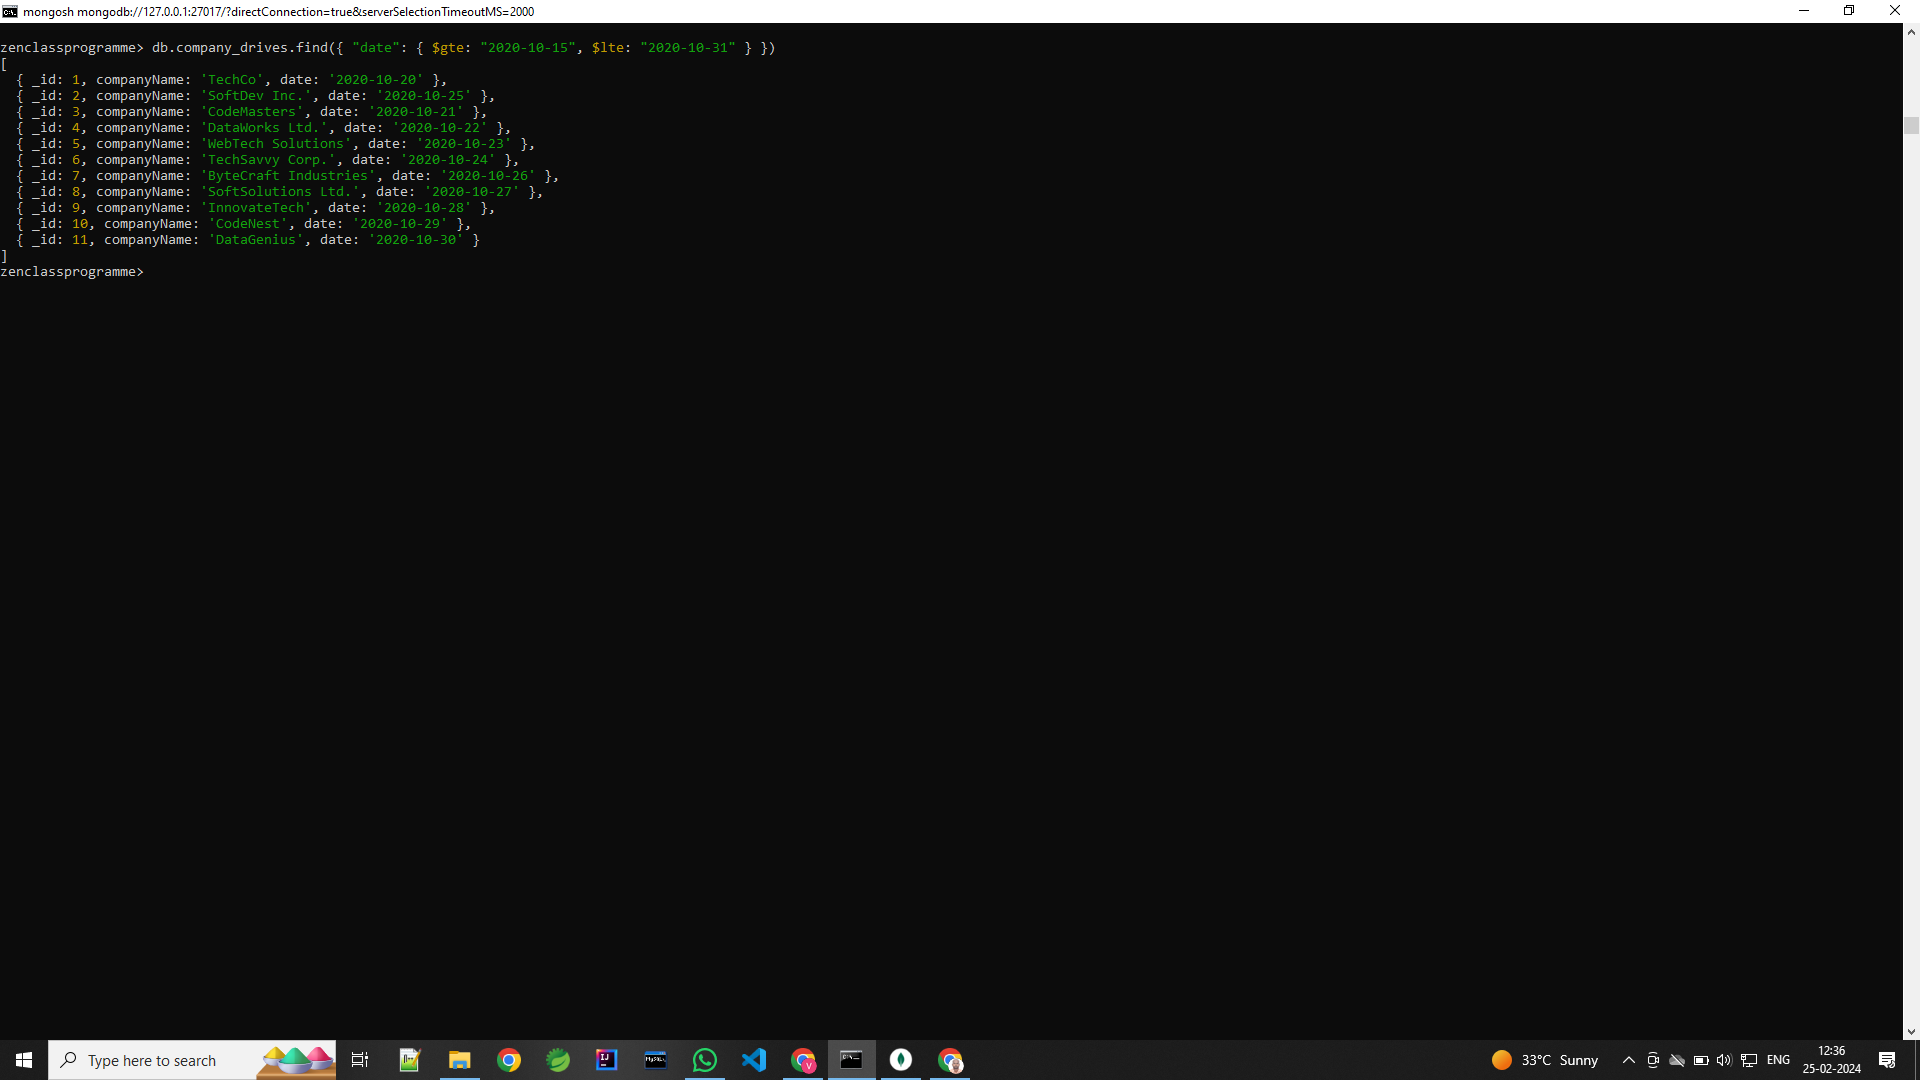 mongosh mongodb://127.0.0.1:27017/?directConnection=true&serverSelectionTimeoutMS=2000
zenclassprogramme> db.company_drives.find({ "date": { $gte: "2020-10-15", $lte: "2020-10-31" } })
[
  { _id: 1, companyName: 'TechCo', date: '2020-10-20' },
  { _id: 2, companyName: 'SoftDev Inc.', date: '2020-10-25' },
  { _id: 3, companyName: 'CodeMasters', date: '2020-10-21' },
  { _id: 4, companyName: 'DataWorks Ltd.', date: '2020-10-22' },
  { _id: 5, companyName: 'WebTech Solutions', date: '2020-10-23' },
  { _id: 6, companyName: 'TechSavvy Corp.', date: '2020-10-24' },
  { _id: 7, companyName: 'ByteCraft Industries', date: '2020-10-26' },
  { _id: 8, companyName: 'SoftSolutions Ltd.', date: '2020-10-27' },
  { _id: 9, companyName: 'InnovateTech', date: '2020-10-28' },
  { _id: 10, companyName: 'CodeNest', date: '2020-10-29' },
  { _id: 11, companyName: 'DataGenius', date: '2020-10-30' }
]
zenclassprogramme>
Type here to search
33°C Sunny
ENG
12:36
25-02-2024